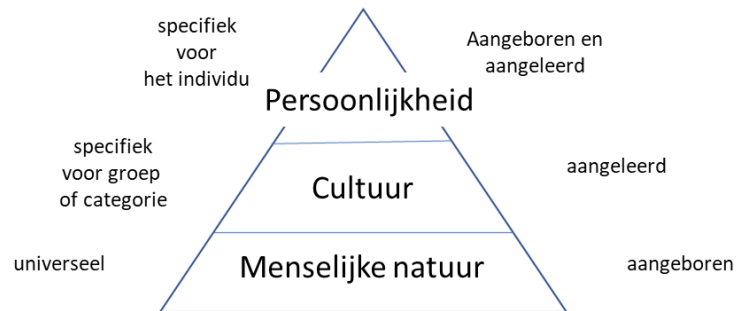 specifiek
voor
het individu
Aangeboren en
aangeleerd
Persoonlijkheid
specifiek
voor groep
of categorie
Cultuur
aangeleerd
universeel
Menselijke natuur
aangeboren